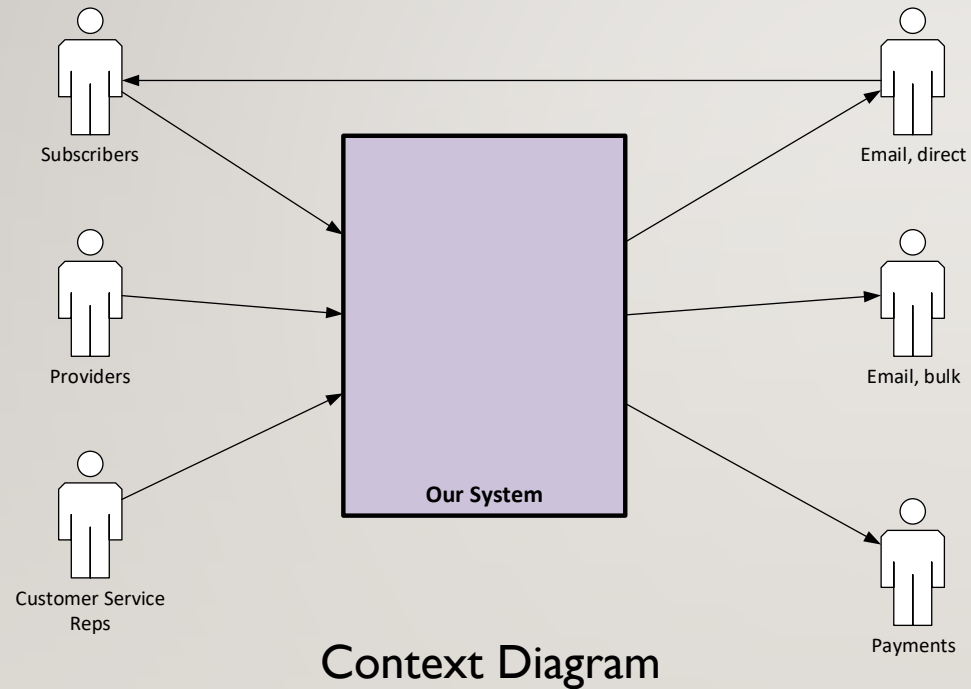 Subscribers
Email, direct
Providers
Email, bulk
Our System
Customer Service
Reps
Payments
Context Diagram